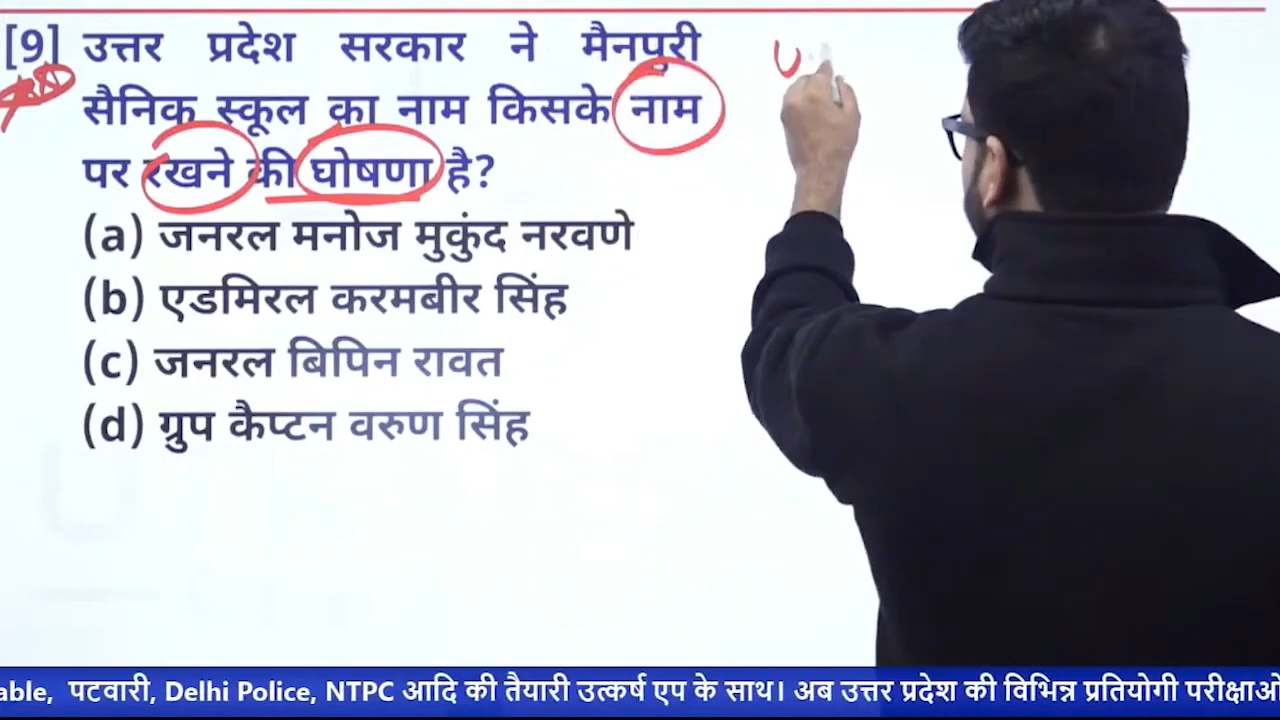 [9] उत्तर प्रदेश सरकार ने मैनपुरी
सैनिक स्कूल का नाम किसके नाम
पर रखने की घोषणा है?
(a) जनरल मनोज मुकुंद नरवणे
(b) एडमिरल करमबीर सिंह
(c) जनरल बिपिन रावत
(d) ग्रुप कैप्टन वरुण सिंह
U
able, पटवारी, Delhi Police, NTPC आदि की तैयारी उत्कर्ष एप के साथ। अब उत्तर प्रदेश की विभिन्न प्रतियोगी परीक्षाओ